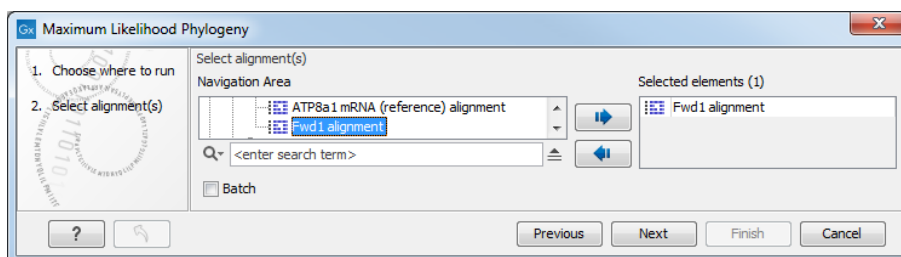 Gx Maximum Likelihood Phylogeny
1. Choose where to run
2. Select alignment(s)
Select alignment(s)
Navigation Area
ATP8a1 mRNA (reference) alignment
Fwd1 alignment
<enter search term>
Batch
Selected elements (1)
Fwd1 alignment
?
Previous
Next
Finish
Cancel